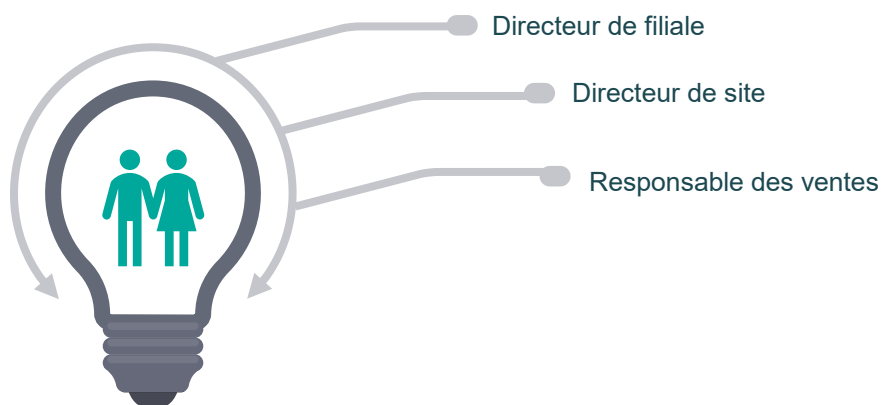 Directeur de filiale
Directeur de site
Responsable des ventes